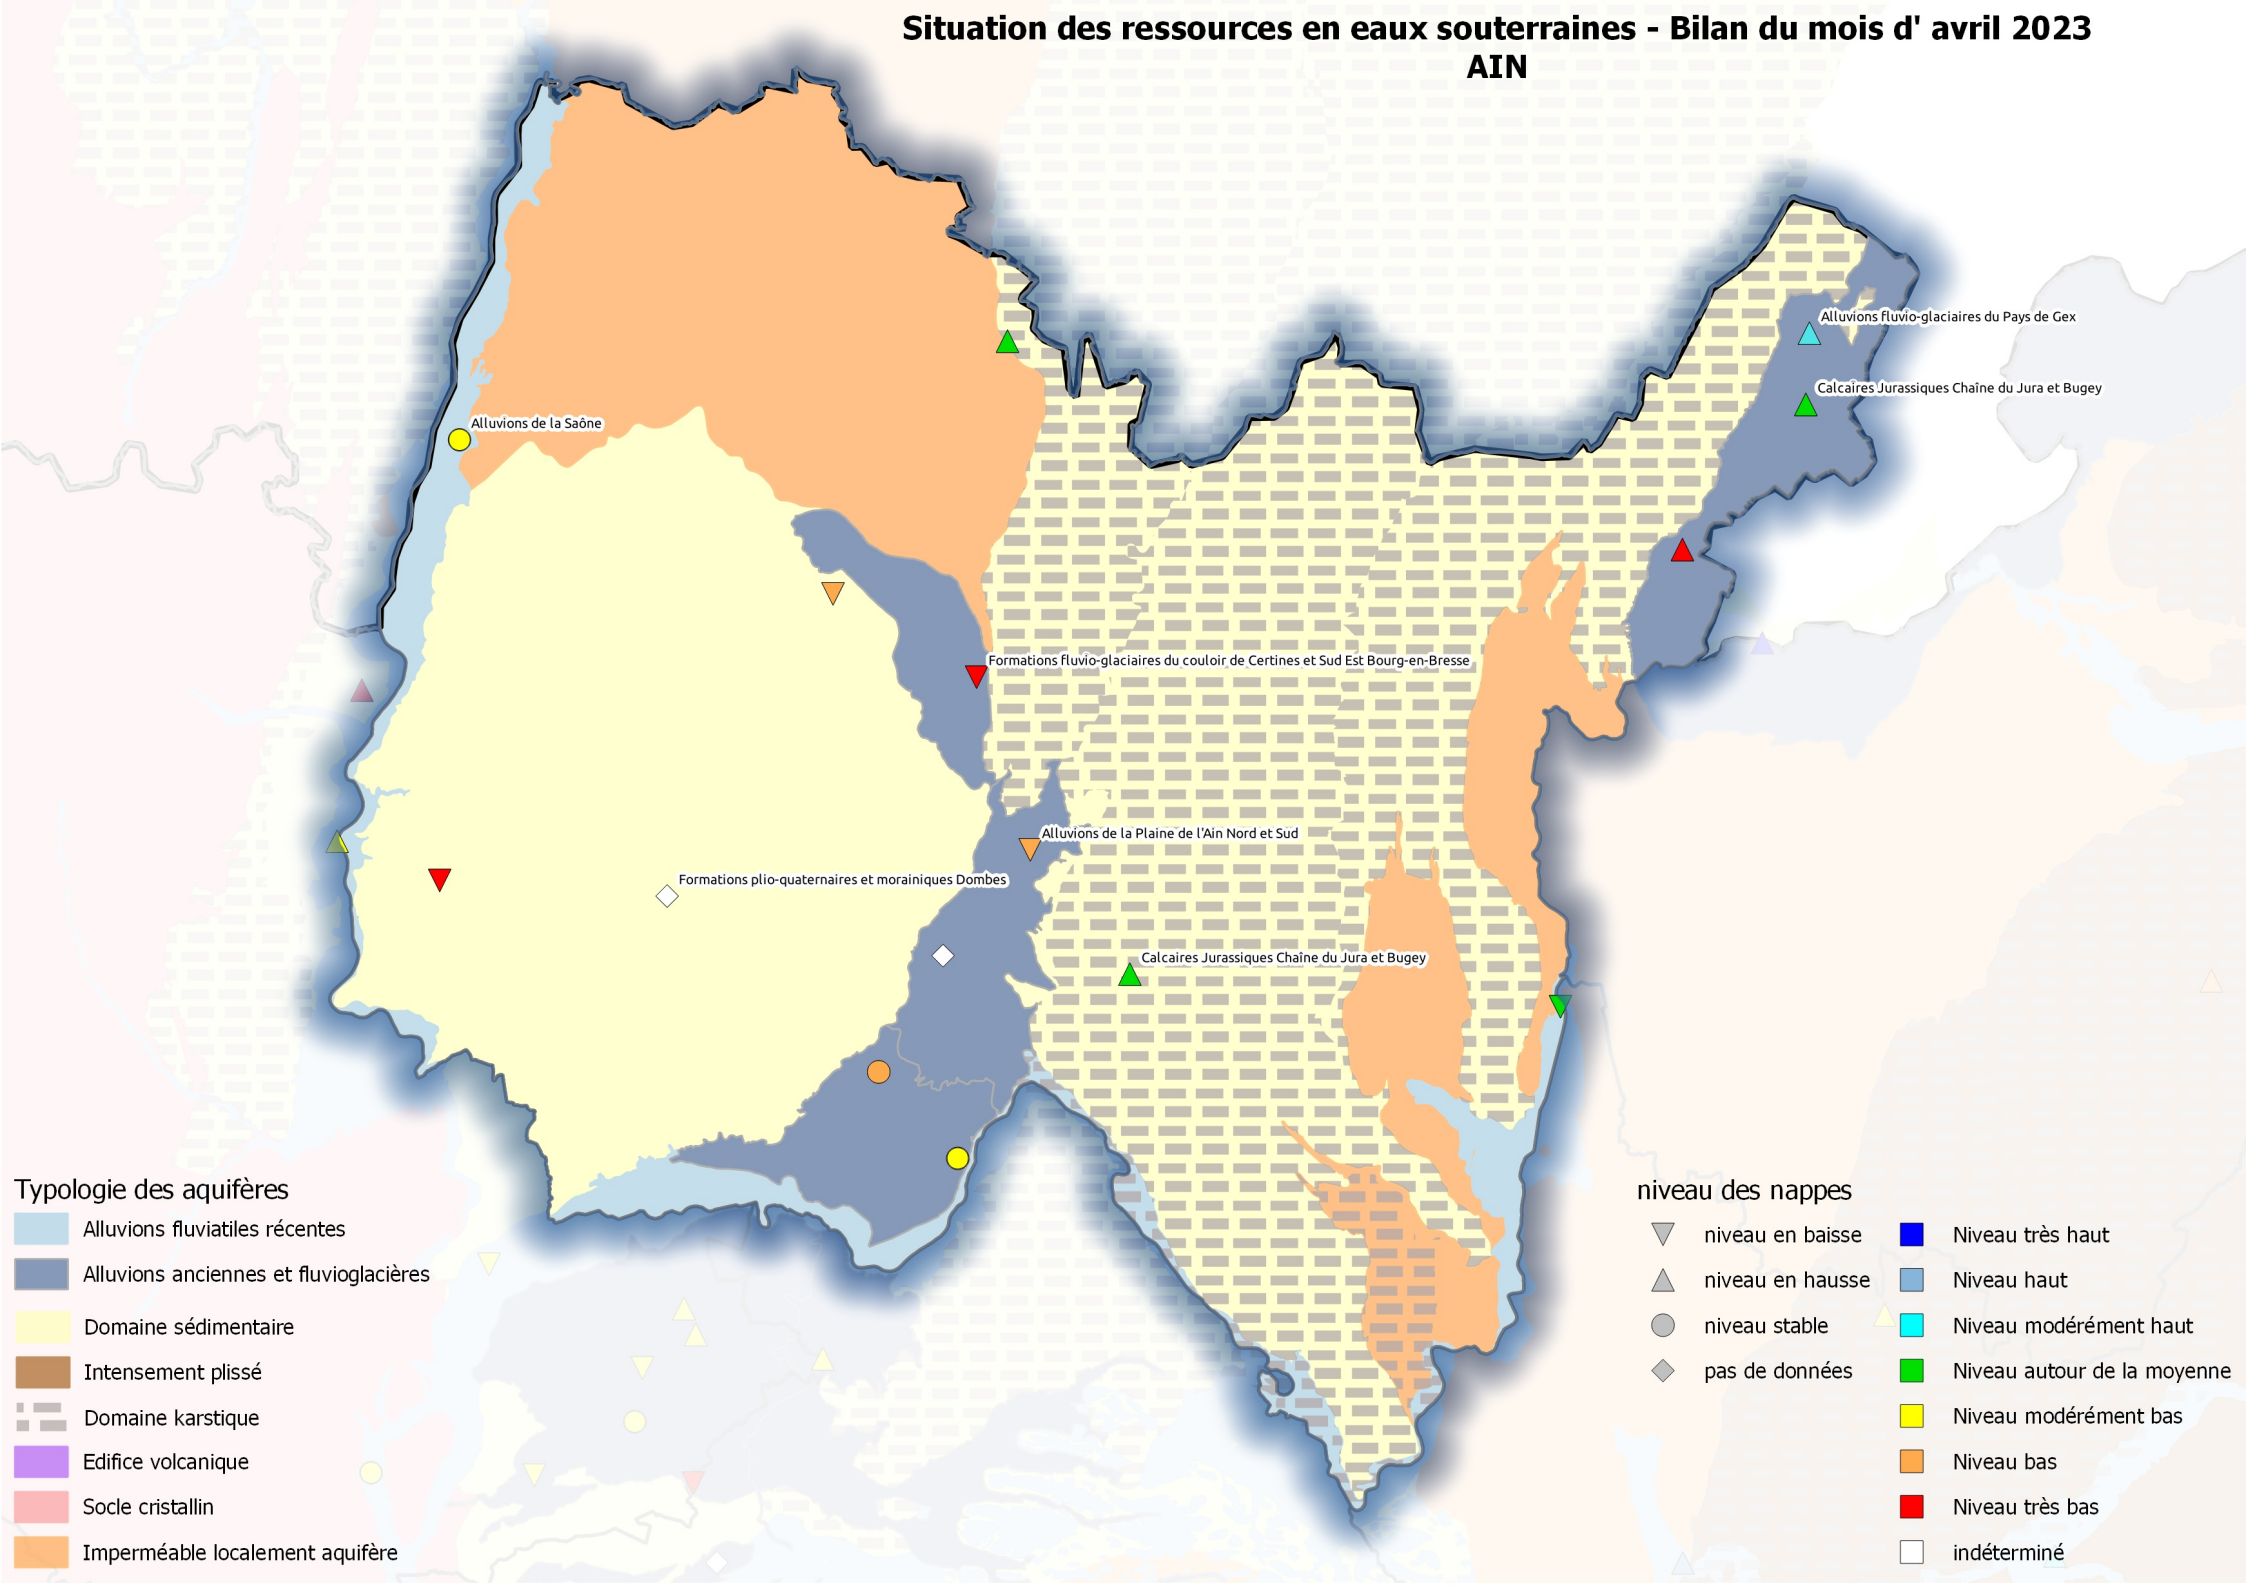 Situation des ressources en eaux souterraines - Bilan du mois d' avril 2023
AIN
Alluvions fluvio-glaciaires du Pays de Gex
Calcaires Jurassiques Chaîne du Jura et Bugey
Alluvions de la Saône
Formations fluvio-glaciaires du couloir de Certines et Sud Est Bourg-en-Bresse
Alluvions de la Plaine de l'Ain Nord et Sud
Formations plio-quaternaires et morainiques Dombes
Calcaires Jurassiques Chaîne du Jura et Bugey
Typologie des aquifères
Alluvions fluviatiles récentes
Alluvions anciennes et fluvioglacières
Domaine sédimentaire
Intensement plissé
Domaine karstique
Edifice volcanique
Socle cristallin
Imperméable localement aquifère
niveau des nappes
niveau en baisse
niveau en hausse
niveau stable
pas de données
Niveau très haut
Niveau haut
Niveau modérément haut
Niveau autour de la moyenne
Niveau modérément bas
Niveau bas
Niveau très bas
indéterminé